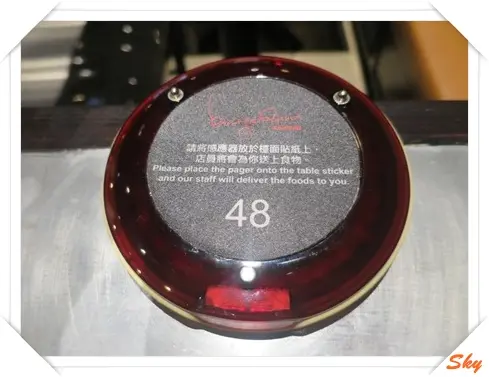 請將感應器放於檯面貼紙上，
店員將會為你送上食物。
Please place the pager onto the table sticker
and our staff will deliver the foods to you.
48
Sky